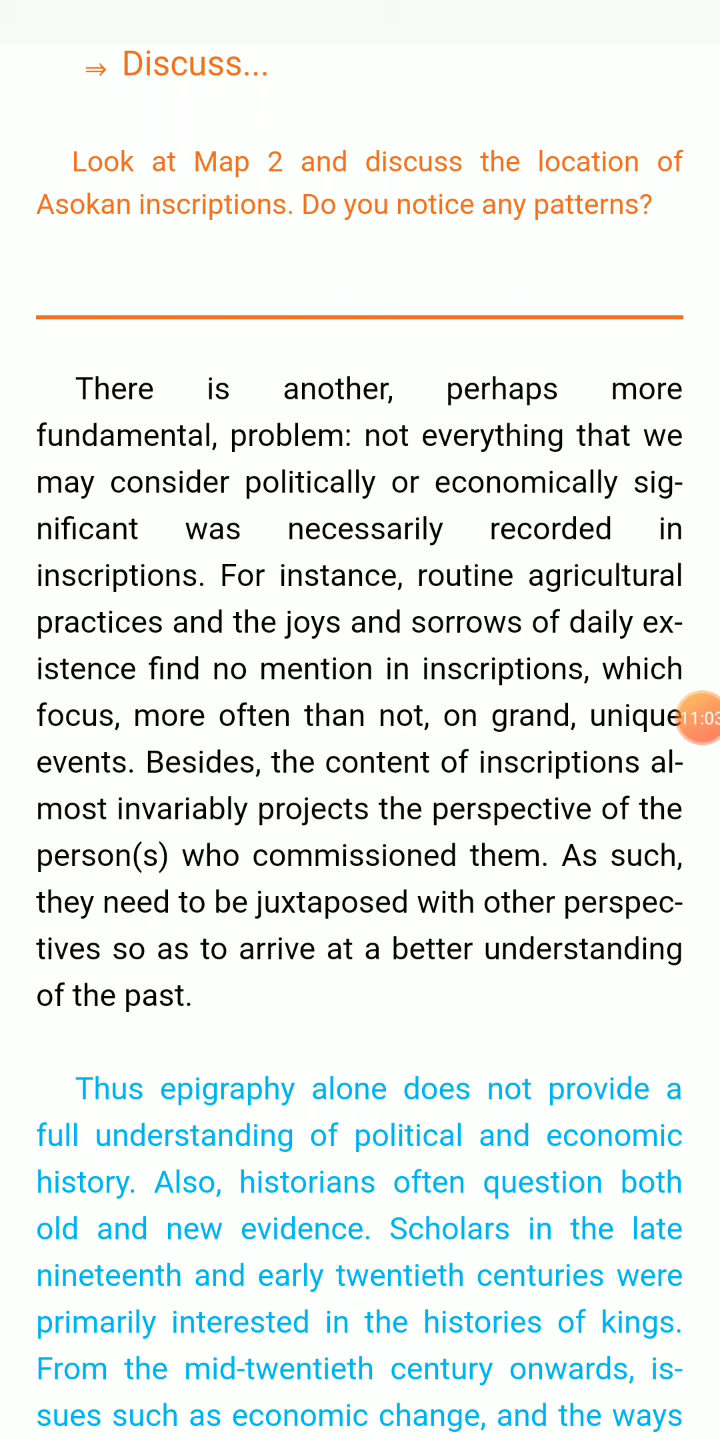 ⇒ Discuss...
Look at Map 2 and discuss the location of
Asokan inscriptions. Do you notice any patterns?
There is another, perhaps more
fundamental, problem: not everything that we
may consider politically or economically sig-
nificant was necessarily recorded in
inscriptions. For instance, routine agricultural
practices and the joys and sorrows of daily ex-
istence find no mention in inscriptions, which
focus, more often than not, on grand, unique
11:03
events. Besides, the content of inscriptions al-
most invariably projects the perspective of the
person(s) who commissioned them. As such,
they need to be juxtaposed with other perspec-
tives so as to arrive at a better understanding
of the past.
Thus epigraphy alone does not provide a
full understanding of political and economic
history. Also, historians often question both
old and new evidence. Scholars in the late
nineteenth and early twentieth centuries were
primarily interested in the histories of kings.
From the mid-twentieth century onwards, is-
sues such as economic change, and the ways